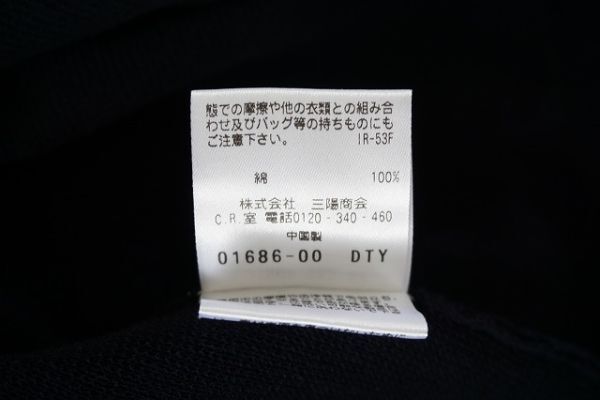 態での摩擦や他の衣類との組み合
わせ及びバッグ等の持ちものにも
ご注意下さい。 IR-53F
綿 100%
株式会社 三陽商会
C.R.室 電話0120-340-460
中国製
01686-00 DTY